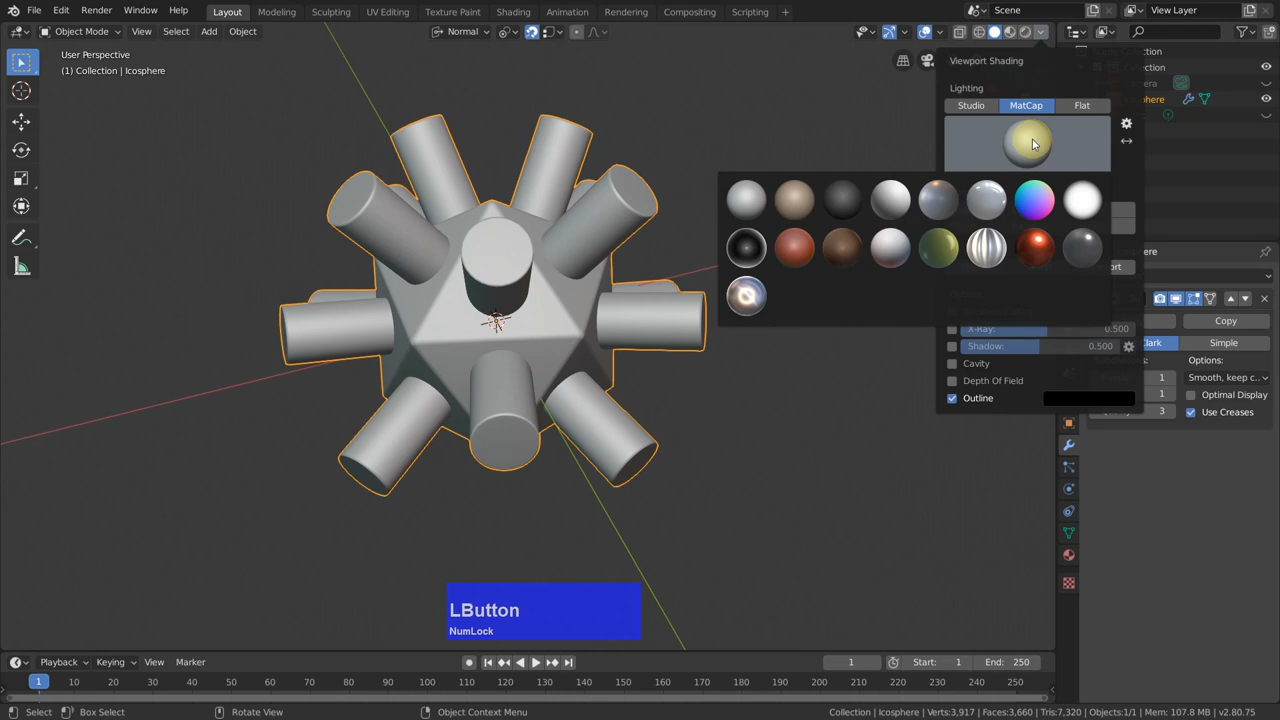 File Edit Render Window Help Layout Modeling Sculpting UV Editing Texture Paint Shading Animation Rendering Compositing Scripting + Scene View Layer
Object Mode View Select Add Object Normal
User Perspective
(1) Collection | Icosphere
Viewport Shading
Lighting
Studio MatCap Flat
X-Ray: 0.500
Shadow: 0.500
Cavity
Depth Of Field
Outline
Copy
Simple
Options:
1 Smooth, keep c..
1 Optimal Display
3 Use Creases
LButton
NumLock
Playback Keying View Marker 1 Start: 1 End: 250
1 10 20 30 40 50 60 70 80 90 100 110 120 130 140 150 160 170 180 190 200 210 220 230 240 250
Select Box Select Rotate View Object Context Menu Collection | Icosphere | Verts:3,917 | Faces:3,660 | Tris:7,320 | Objects:1/1 | Mem: 107.8 MB | v2.80.75